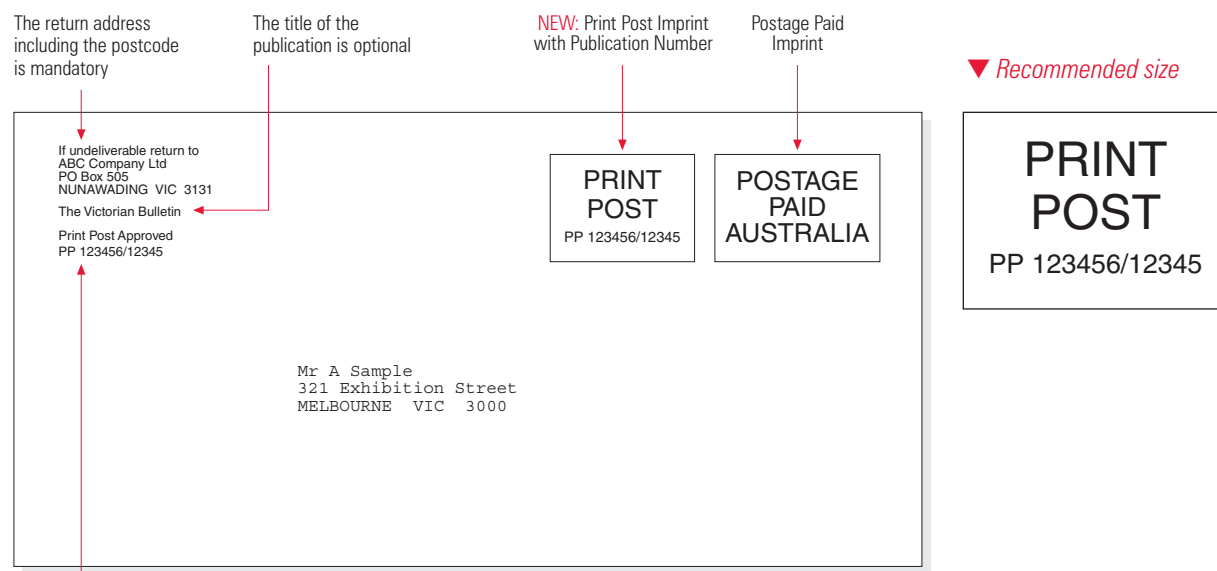 The return address
including the postcode
is mandatory
The title of the
publication is optional
NEW: Print Post Imprint
with Publication Number
Postage Paid
Imprint
▼ Recommended size
If undeliverable return to
ABC Company Ltd
PO Box 505
NUNAWADING VIC 3131
The Victorian Bulletin
Print Post Approved
PP 123456/12345
PRINT
POST
PP 123456/12345
POSTAGE
PAID
AUSTRALIA
PRINT
POST
PP 123456/12345
Mr A Sample
321 Exhibition Street
MELBOURNE VIC 3000